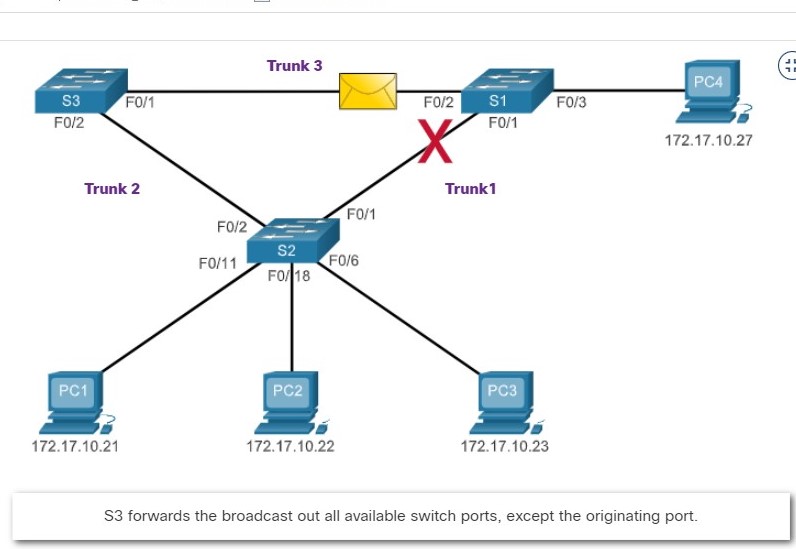 Trunk 3
PC4
S3
F0/1
F0/2
S1
F0/3
F0/2
F0/1
172.17.10.27
Trunk 2
Trunk1
F0/1
F0/2
S2
F0/11
F0/6
F0/18
PC1
PC2
PC3
172.17.10.21
172.17.10.22
172.17.10.23
S3 forwards the broadcast out all available switch ports, except the originating port.